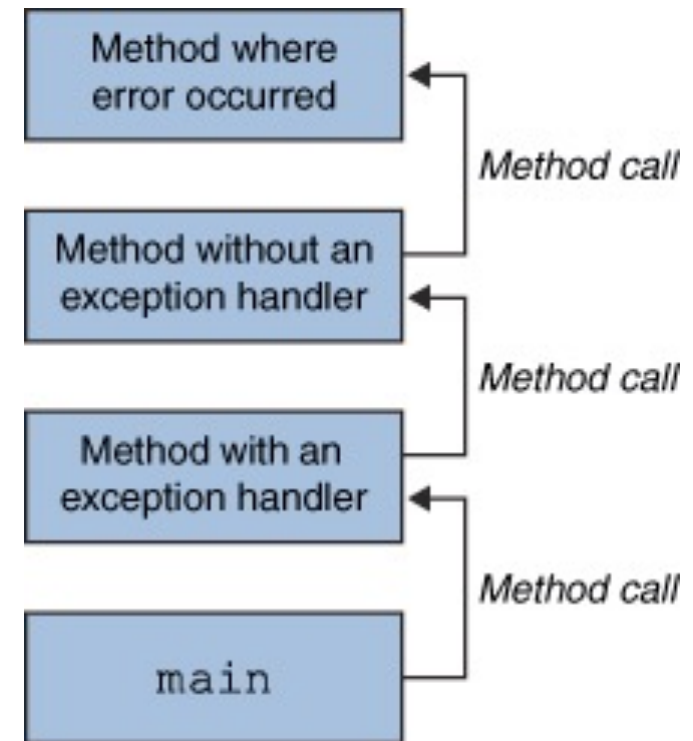 Method where
error occurred
Method call
Method without an
exception handler
Method call
Method with an
exception handler
Method call
main